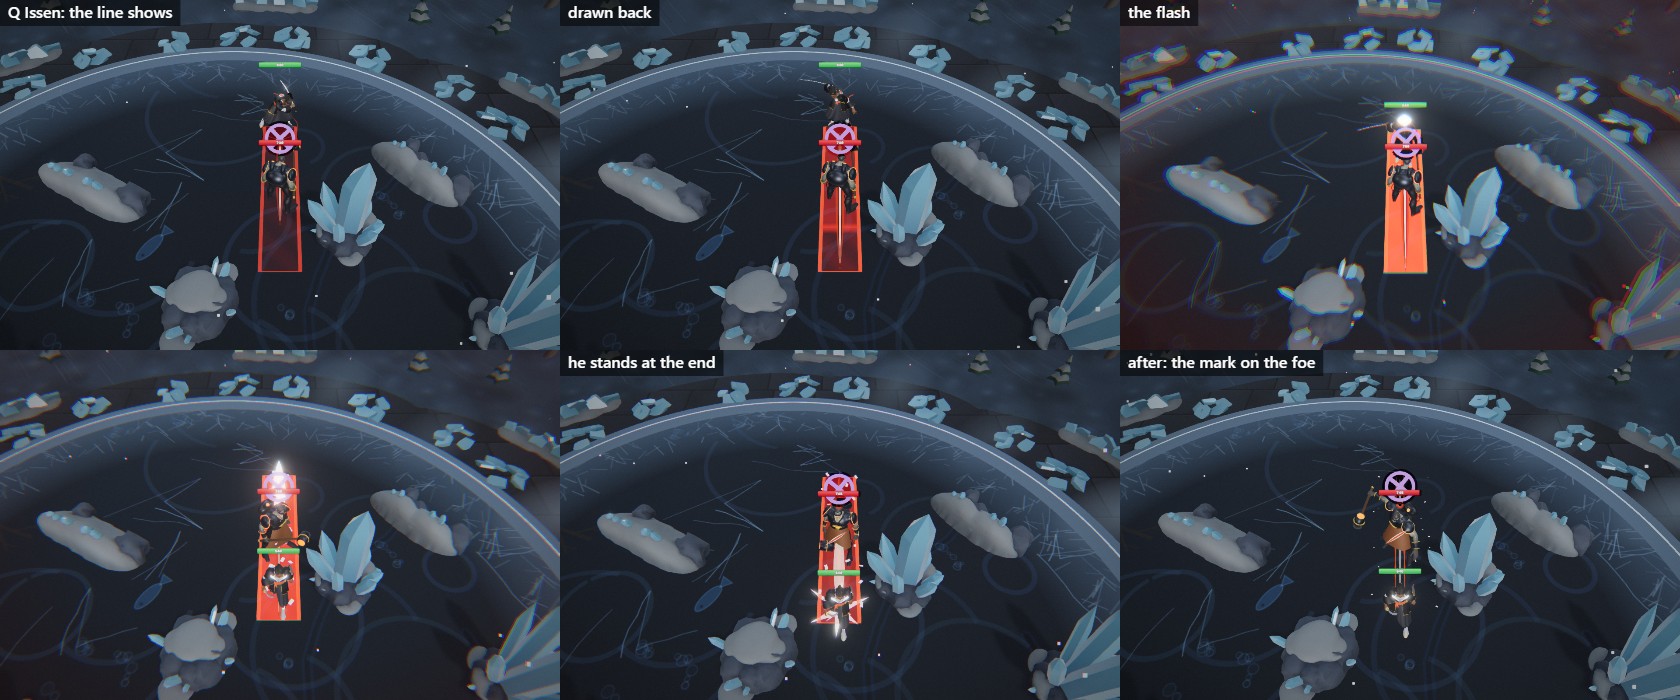 Q Issen: the line shows
drawn back
the flash
he stands at the end
after: the mark on the foe